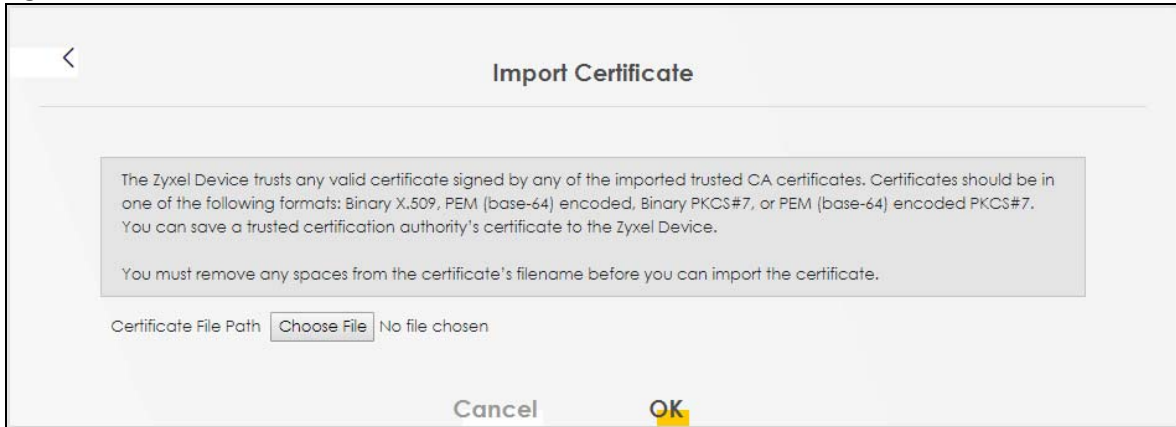 Import Certificate
The Zyxel Device trusts any valid certificate signed by any of the imported trusted CA certificates. Certificates should be in
one of the following formats: Binary X.509, PEM (base-64) encoded, Binary PKCS#7, or PEM (base-64) encoded PKCS#7.
You can save a trusted certification authority's certificate to the Zyxel Device.
You must remove any spaces from the certificate's filename before you can import the certificate.
Certificate File Path Choose File No file chosen
Cancel OK